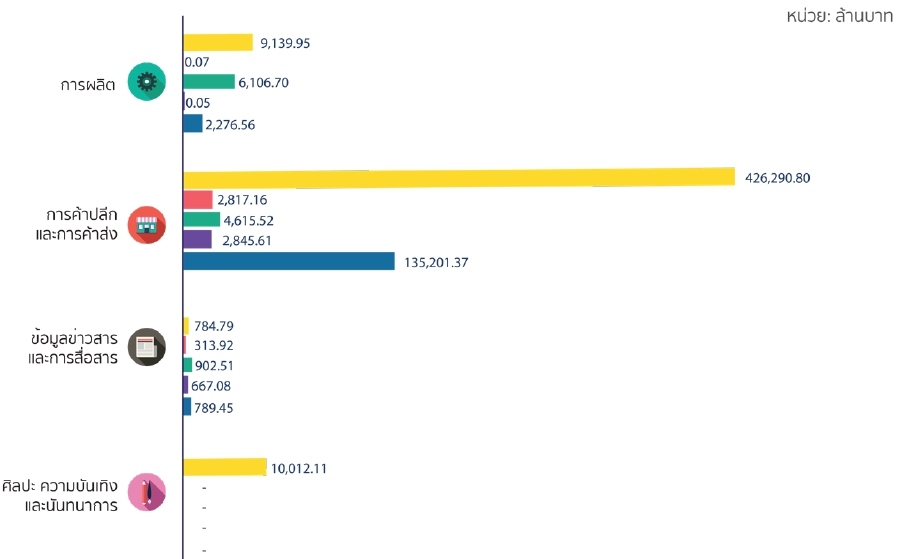 หน่วย: ล้านบาท
9,139.95
0.07
การผลิต
6,106.70
0.05
2,276.56
426,290.80
2,817.16
การค้าปลีก
และการค้าส่ง
4,615.52
2,845.61
135,201.37
784.79
ข้อมูลข่าวสาร
และการสื่อสาร
313.92
902.51
667.08
789.45
10,012.11
ศิลปะ ความบันเทิง
และนันทนาการ
-
-
-
-